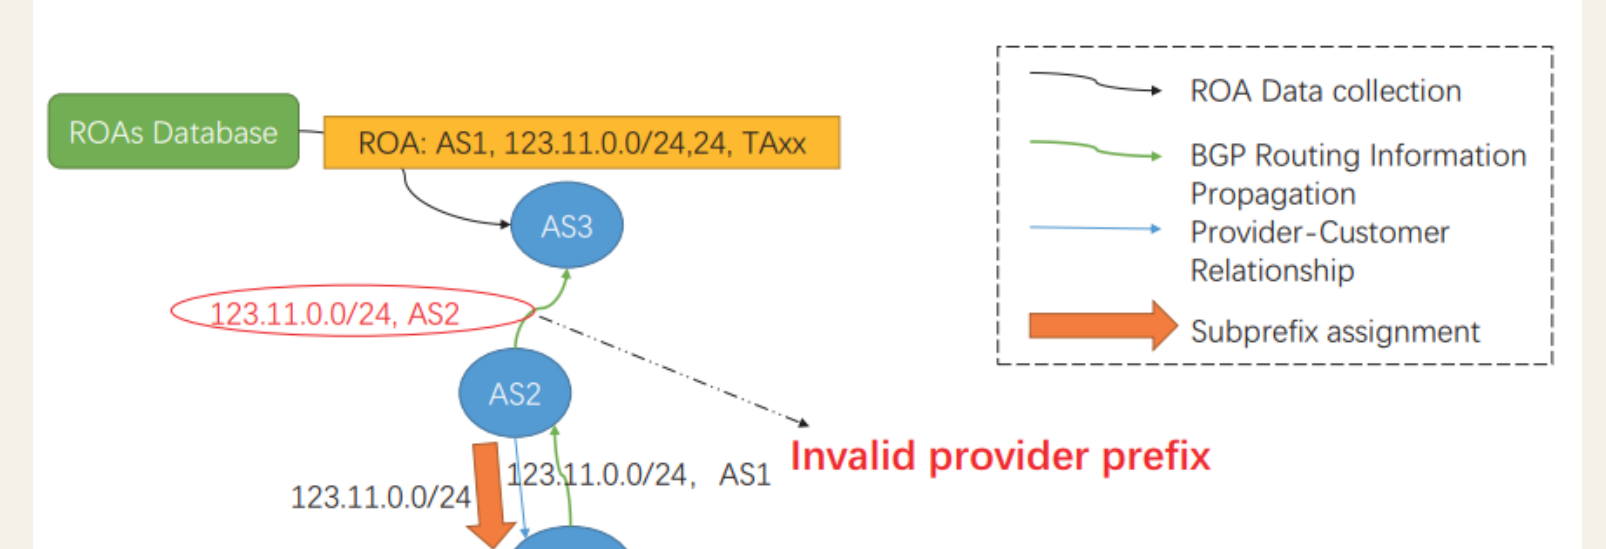 ROAs Database
ROA: AS1, 123.11.0.0/24,24, TAxx
AS3
123.11.0.0/24, AS2
AS2
123.11.0.0/24, AS1
123.11.0.0/24
Invalid provider prefix
ROA Data collection
BGP Routing Information
Propagation
Provider-Customer
Relationship
Subprefix assignment